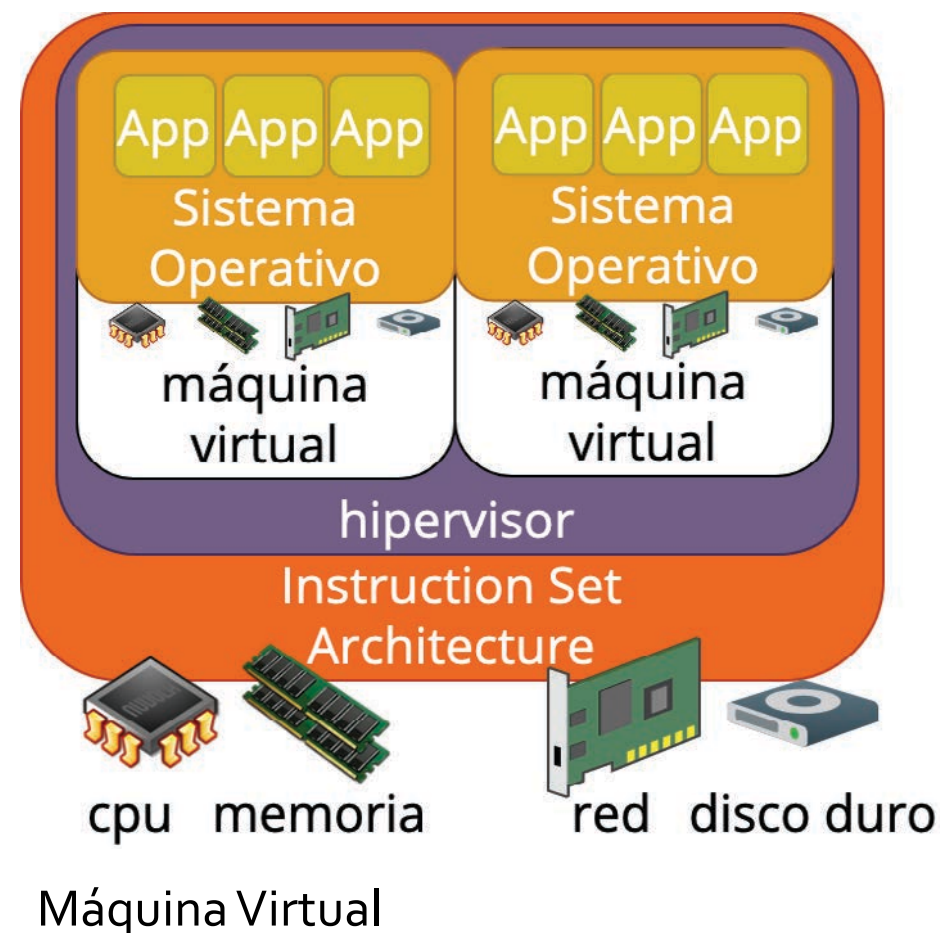 App App App App App App
Sistema Sistema
Operativo Operativo
máquina máquina
virtual virtual
hipervisor
Instruction Set
Architecture
cpu memoria red disco duro
Máquina Virtual